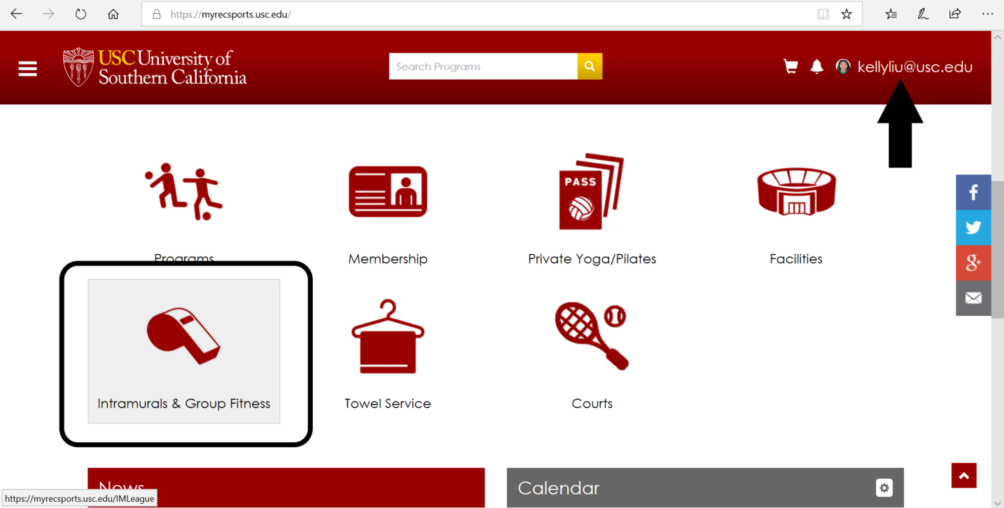 https://myrecsports.usc.edu/
USC University of
Southern California
Search Programs
kellyliu@usc.edu
PASS
Programs
Membership
Private Yoga/Pilates
Facilities
f
g+
Intramurals & Group Fitness
Towel Service
Courts
News
Calendar
https://myrecsports.usc.edu/IMLeague